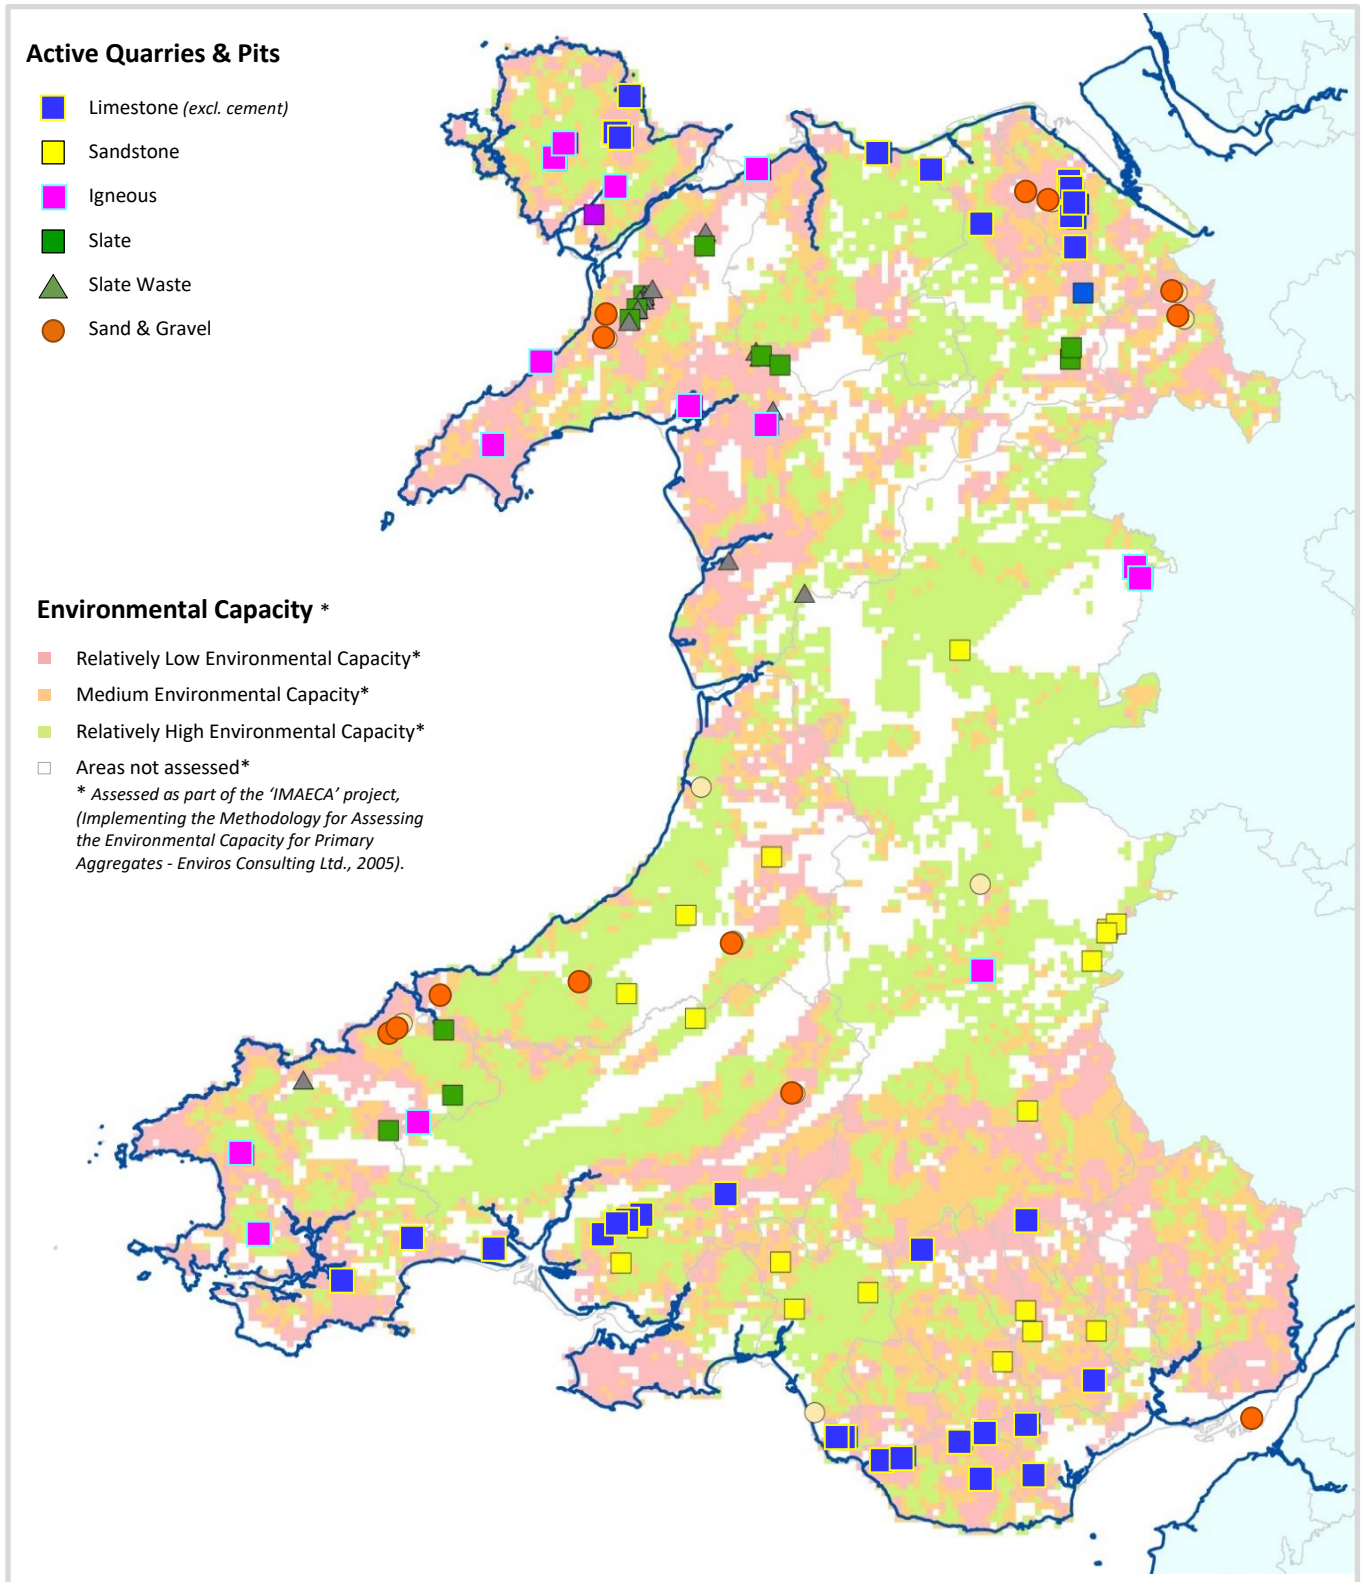 Active Quarries & Pits
Limestone (excl. cement)
Sandstone
Igneous
Slate
Slate Waste
Sand & Gravel
Environmental Capacity *
Relatively Low Environmental Capacity*
Medium Environmental Capacity*
Relatively High Environmental Capacity*
Areas not assessed*
* Assessed as part of the ‘IMAECA’ project,
(Implementing the Methodology for Assessing
the Environmental Capacity for Primary
Aggregates - Enviros Consulting Ltd., 2005).